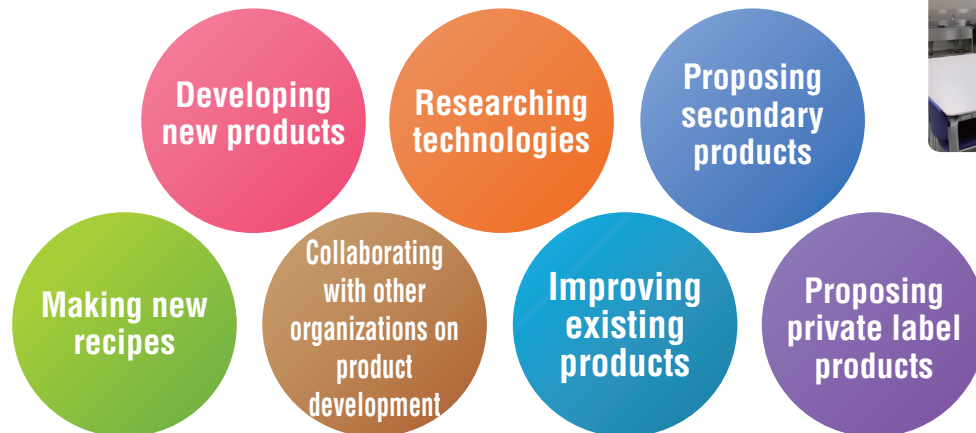 Developing
new products
Researching
technologies
Proposing
secondary
products
Making new
recipes
Collaborating
with other
organizations on
product
development
Improving
existing
products
Proposing
private label
products